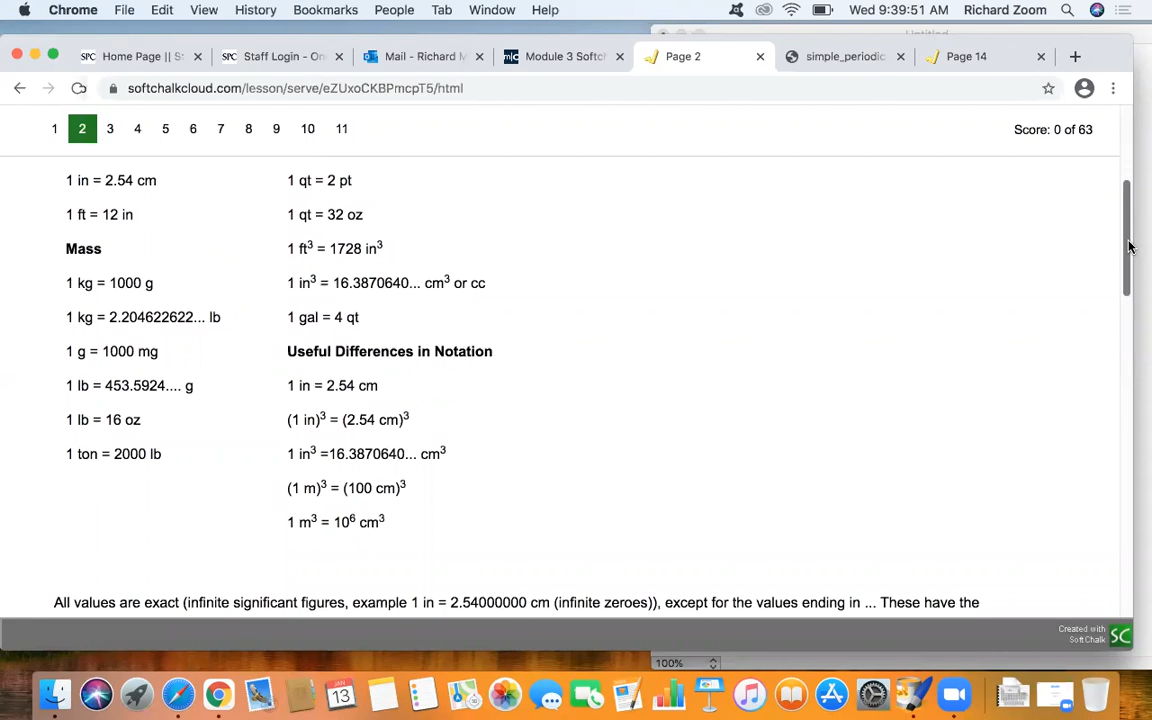 Chrome File Edit View History Bookmarks People Tab Window Help Wed 9:39:51 AM Richard Zoom
SPC Home Page || S SPC Staff Login - On Mail - Richard M Module 3 Softch Page 2 simple_periodic Page 14
softchalkcloud.com/lesson/serve/eZUxoCKBPmcpT5/html
1 2 3 4 5 6 7 8 9 10 11 Score: 0 of 63
1 in = 2.54 cm
1 ft = 12 in
Mass
1 kg = 1000 g
1 kg = 2.204622622... lb
1 g = 1000 mg
1 lb = 453.5924.... g
1 lb = 16 oz
1 ton = 2000 lb
1 qt = 2 pt
1 qt = 32 oz
1 ft³ = 1728 in³
1 in³ = 16.3870640... cm³ or cc
1 gal = 4 qt
Useful Differences in Notation
1 in = 2.54 cm
(1 in)³ = (2.54 cm)³
1 in³ =16.3870640... cm³
(1 m)³ = (100 cm)³
1 m³ = 10⁶ cm³
All values are exact (infinite significant figures, example 1 in = 2.54000000 cm (infinite zeroes)), except for the values ending in ... These have the
Created with
SoftChalk
SC
100%
JAN
13